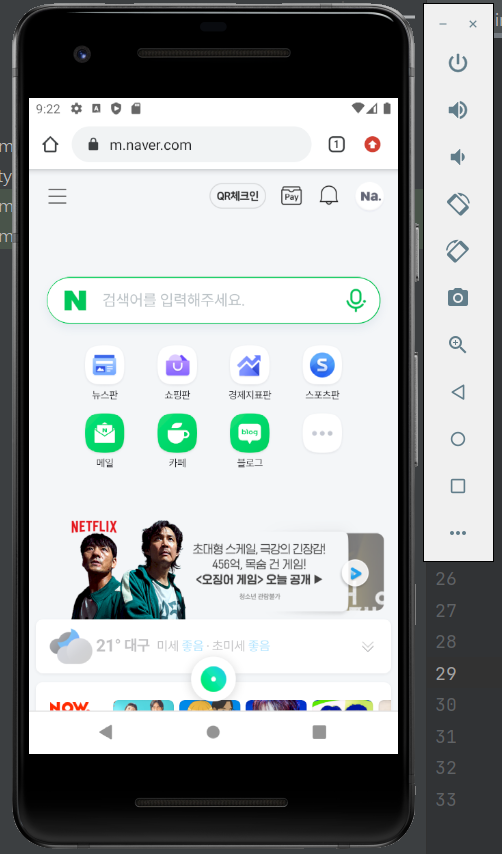 9:22
m.naver.com
1
QR체크인
Pay
Na.
N
검색어를 입력해주세요.
뉴스판
쇼핑판
경제지표판
스포츠판
메일
카페
블로그
blog
NETFLIX
초대형 스케일, 극강의 긴장감!
456억, 목숨 건 게임!
<오징어 게임> 오늘 공개 ▶
청소년 관람불가
21° 대구 미세 좋음 · 초미세 좋음
NOW.
26
27
28
29
30
31
32
33